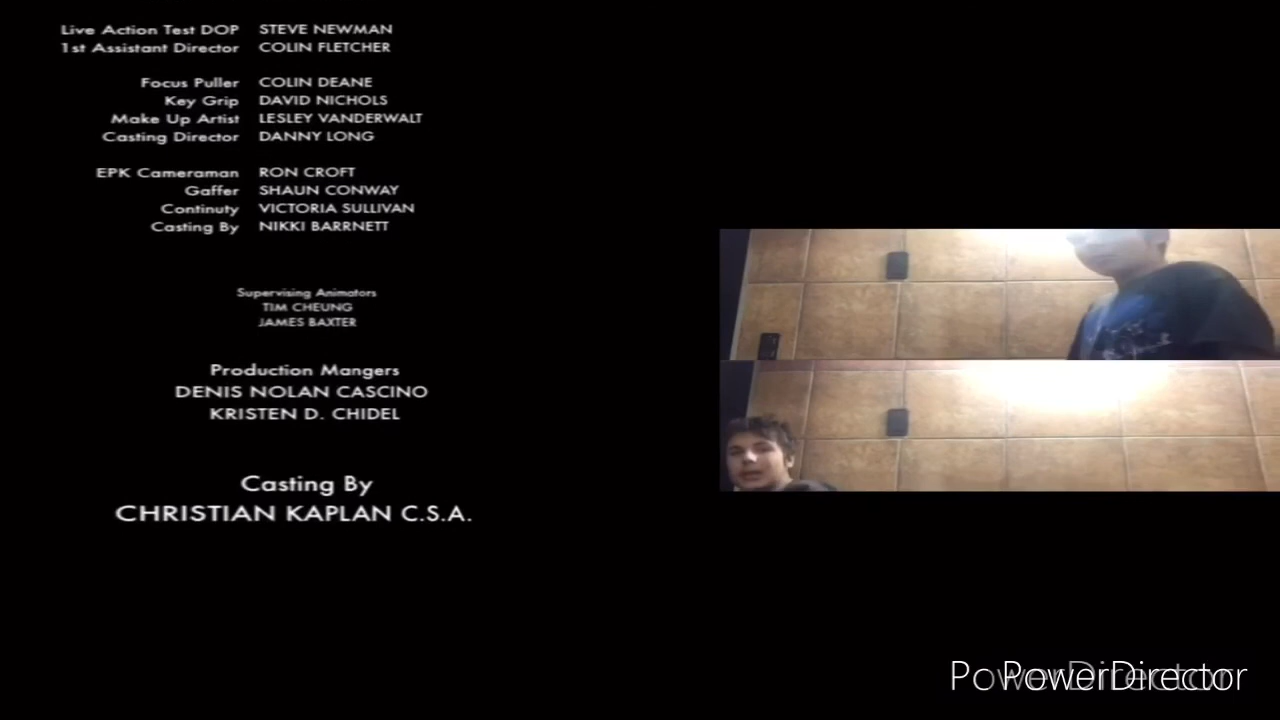 Live Action Test DOP STEVE NEWMAN
1st Assistant Director COLIN FLETCHER
Focus Puller COLIN DEANE
Key Grip DAVID NICHOLS
Make Up Artist LESLEY VANDERWALT
Casting Director DANNY LONG
EPK Cameraman RON CROFT
Gaffer SHAUN CONWAY
Continuty VICTORIA SULLIVAN
Casting By NIKKI BARRNETT
Supervising Animators
TIM CHEUNG
JAMES BAXTER
Production Mangers
DENIS NOLAN CASCINO
KRISTEN D. CHIDEL
Casting By
CHRISTIAN KAPLAN C.S.A.
PowerDirector
PowerDirector